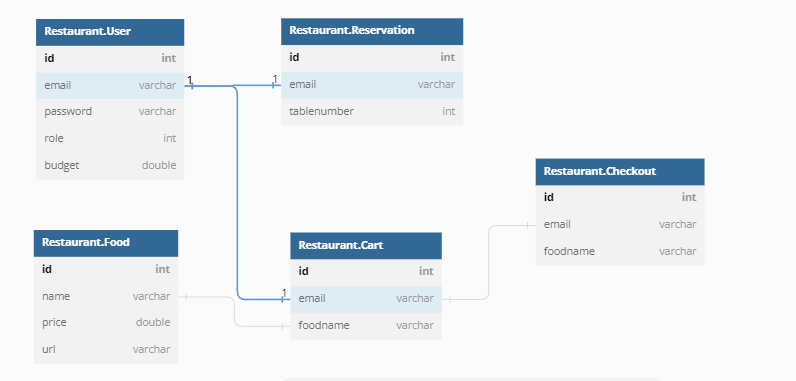 Restaurant.User
id int
email varchar
password varchar
role int
budget double
1
1
Restaurant.Reservation
id int
email varchar
tablenumber int
Restaurant.Checkout
id int
email varchar
foodname varchar
Restaurant.Food
id int
name varchar
price double
url varchar
1
Restaurant.Cart
id int
email varchar
foodname varchar